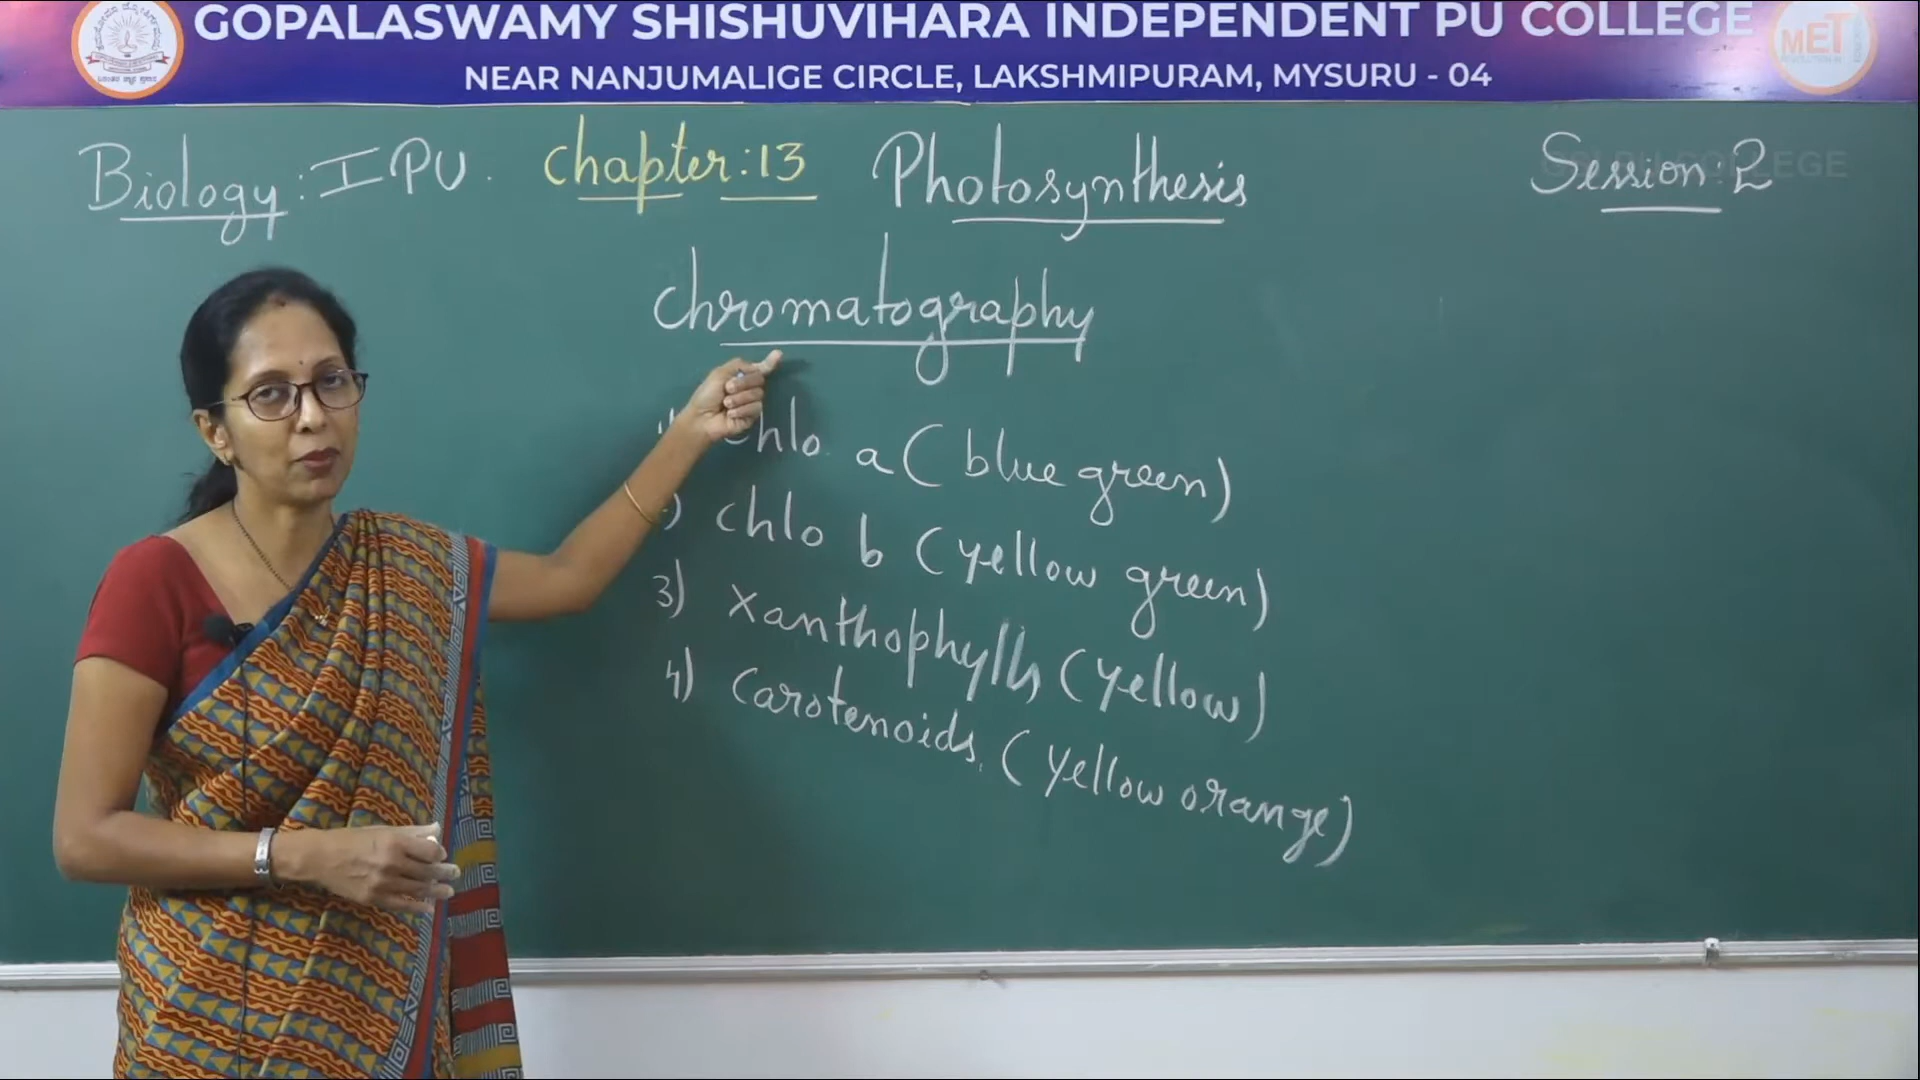 GOPALASWAMY SHISHUVIHARA INDEPENDENT PU COLLEGE
MET
NEAR NANJUMALIGE CIRCLE, LAKSHMIPURAM, MYSURU - 04
Biology: I PU. Chapter:13 Photosynthesis Session:2
Chromatography
chlo a (blue green)
chlo b (yellow green)
3) Xanthophylls (yellow)
4) Carotenoids. (yellow orange)